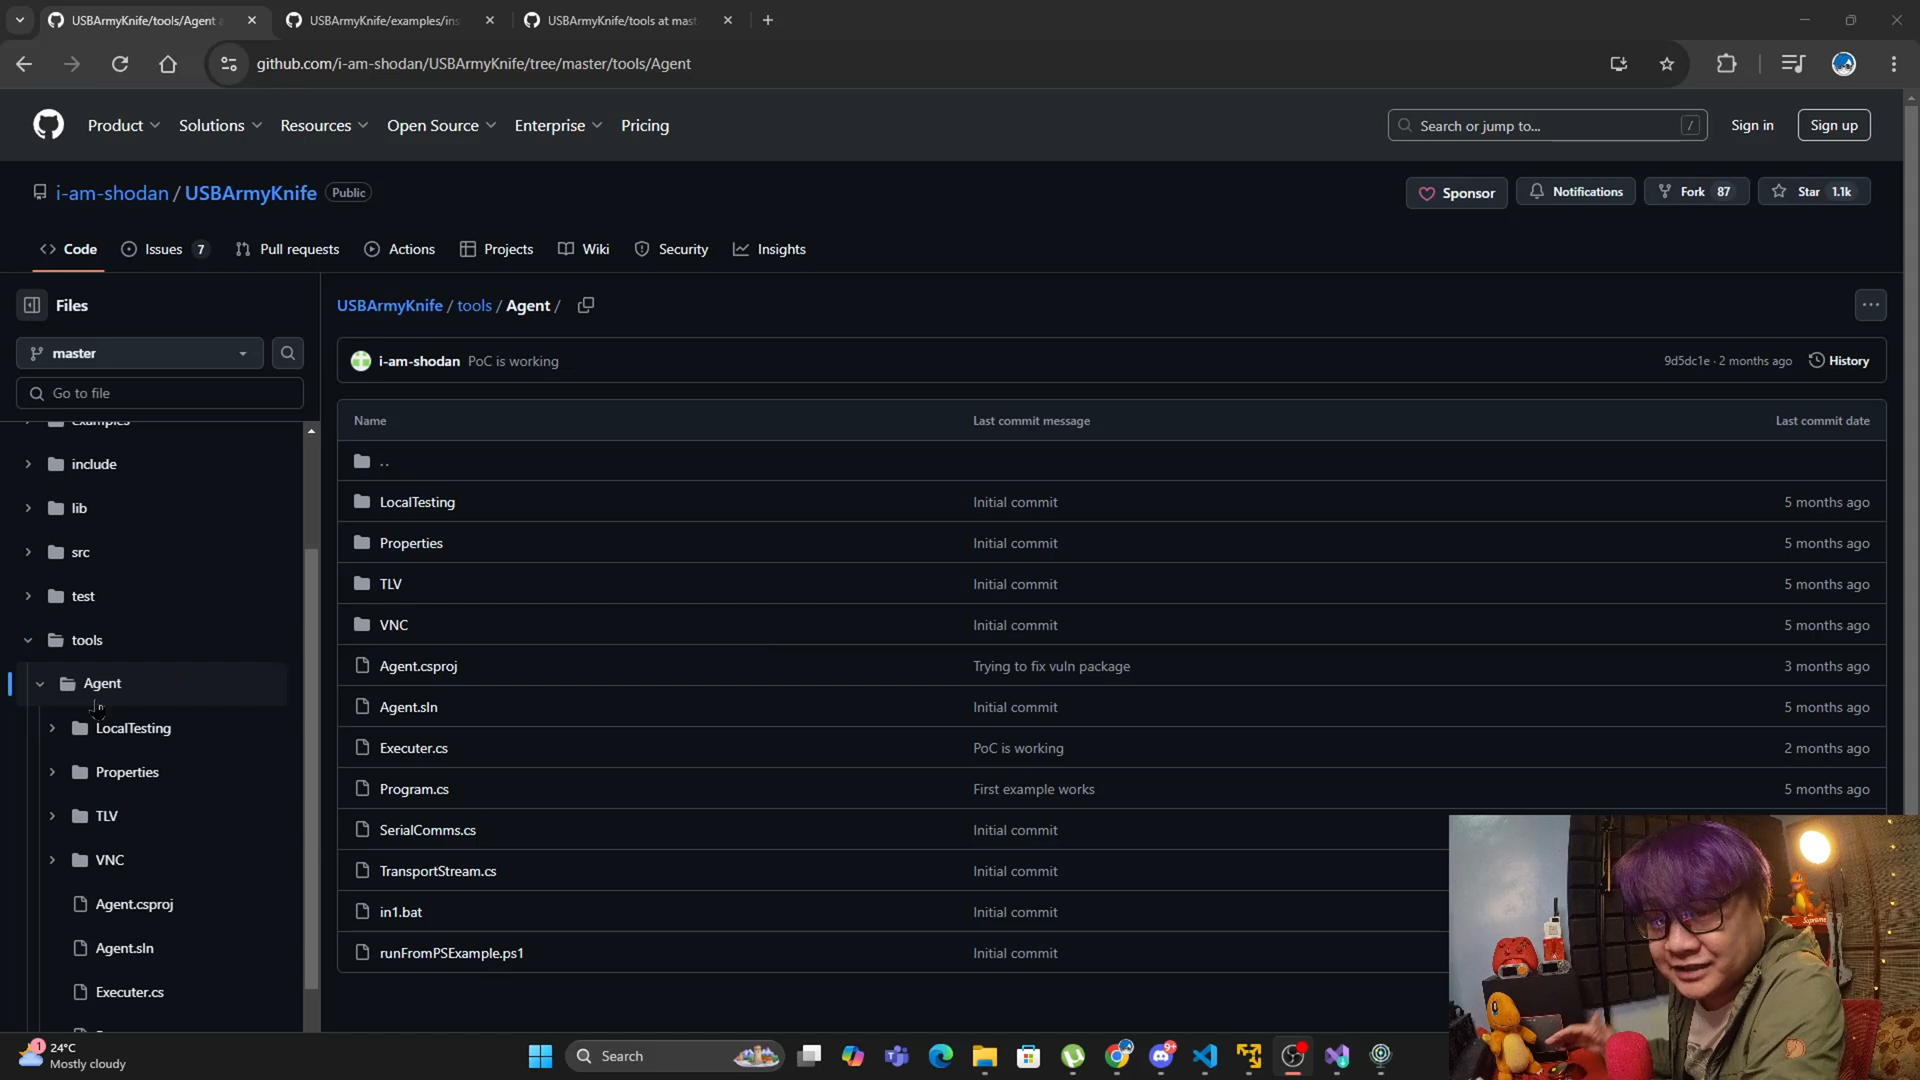 USBArmyKnife/tools/Agent a
USBArmyKnife/examples/ins
USBArmyKnife/tools at mast
github.com/i-am-shodan/USBArmyKnife/tree/master/tools/Agent
Product
Solutions
Resources
Open Source
Enterprise
Pricing
Search or jump to...
/
Sign in
Sign up
i-am-shodan / USBArmyKnife
Public
Sponsor
Notifications
Fork 87
Star 1.1k
Code
Issues 7
Pull requests
Actions
Projects
Wiki
Security
Insights
Files
master
Go to file
examples
include
lib
src
test
tools
Agent
LocalTesting
Properties
TLV
VNC
Agent.csproj
Agent.sln
Executer.cs
USBArmyKnife / tools / Agent /
i-am-shodan PoC is working
9d5dc1e · 2 months ago
History
Name Last commit message Last commit date
..
LocalTesting Initial commit 5 months ago
Properties Initial commit 5 months ago
TLV Initial commit 5 months ago
VNC Initial commit 5 months ago
Agent.csproj Trying to fix vuln package 3 months ago
Agent.sln Initial commit 5 months ago
Executer.cs PoC is working 2 months ago
Program.cs First example works 5 months ago
SerialComms.cs Initial commit
TransportStream.cs Initial commit
in1.bat Initial commit
runFromPSExample.ps1 Initial commit
Supreme
1
24°C
Mostly cloudy
Search
9+